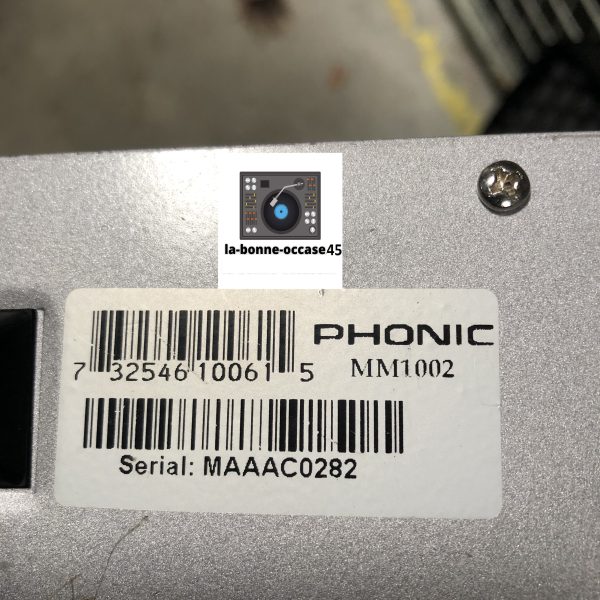 la-bonne-occase45
PHONIC
7 32546 10061 5
MM1002
Serial: MAAAC0282